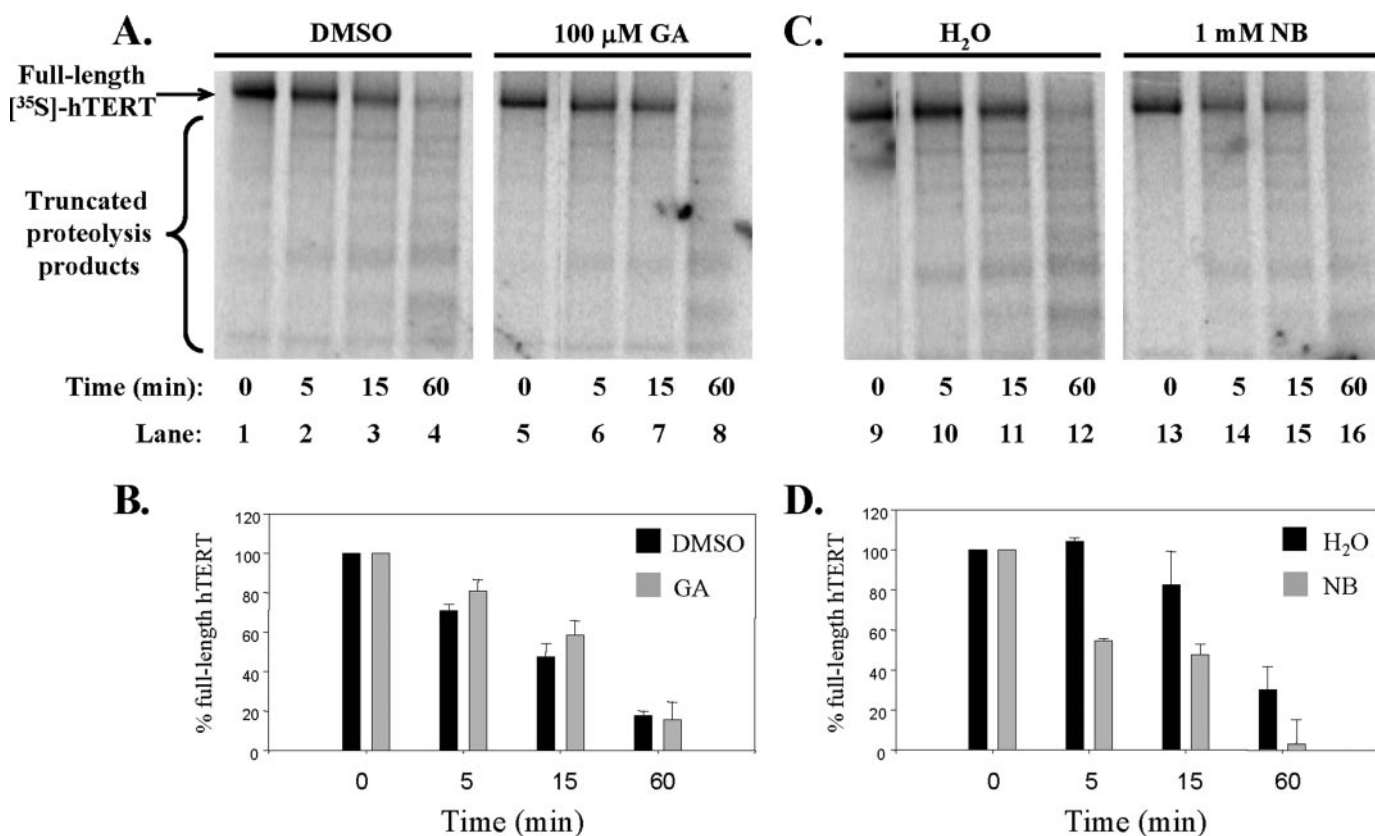 A.
DMSO
100 μM GA
C.
H₂O
1 mM NB
Full-length
[³⁵S]-hTERT
Truncated
proteolysis
products
Time (min): 0 5 15 60 0 5 15 60 0 5 15 60 0 5 15 60
Lane: 1 2 3 4 5 6 7 8 9 10 11 12 13 14 15 16
B.
% full-length hTERT
120
100
80
60
40
20
0
DMSO
GA
0 5 15 60
Time (min)
D.
% full-length hTERT
120
100
80
60
40
20
0
H₂O
NB
0 5 15 60
Time (min)